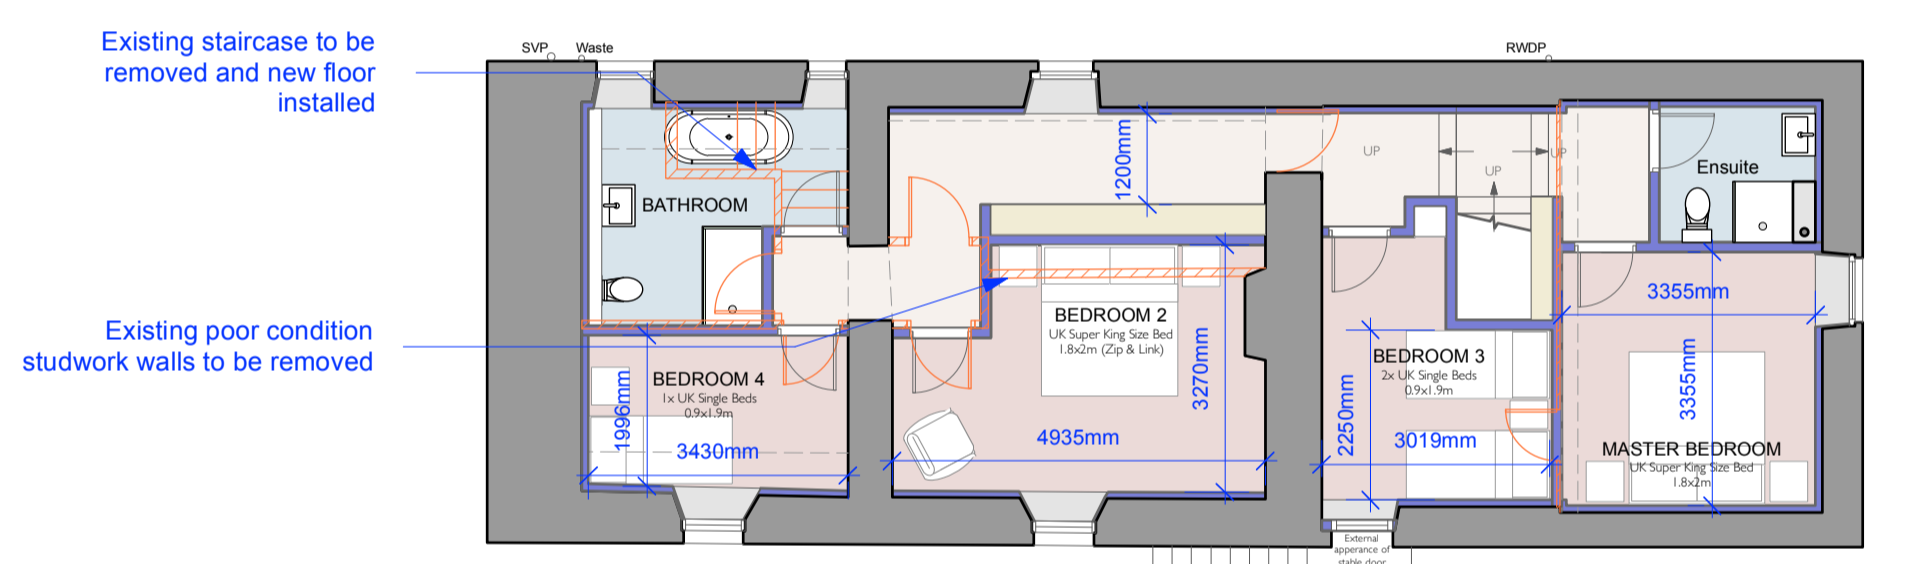 Existing staircase to be
removed and new floor
installed
SVP
Waste
RWDP
1200mm
UP
UP
UP
Ensuite
BATHROOM
Existing poor condition
studwork walls to be removed
BEDROOM 4
1x UK Single Beds
0.9x1.9m
1996mm
3430mm
BEDROOM 2
UK Super King Size Bed
1.8x2m (Zip & Link)
3270mm
4935mm
BEDROOM 3
2x UK Single Beds
0.9x1.9m
2250mm
3019mm
3355mm
3355mm
MASTER BEDROOM
UK Super King Size Bed
1.8x2m
External
apperance of
stable door